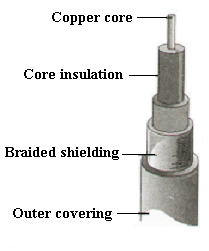 Copper core
Core insulation
Braided shielding
Outer covering